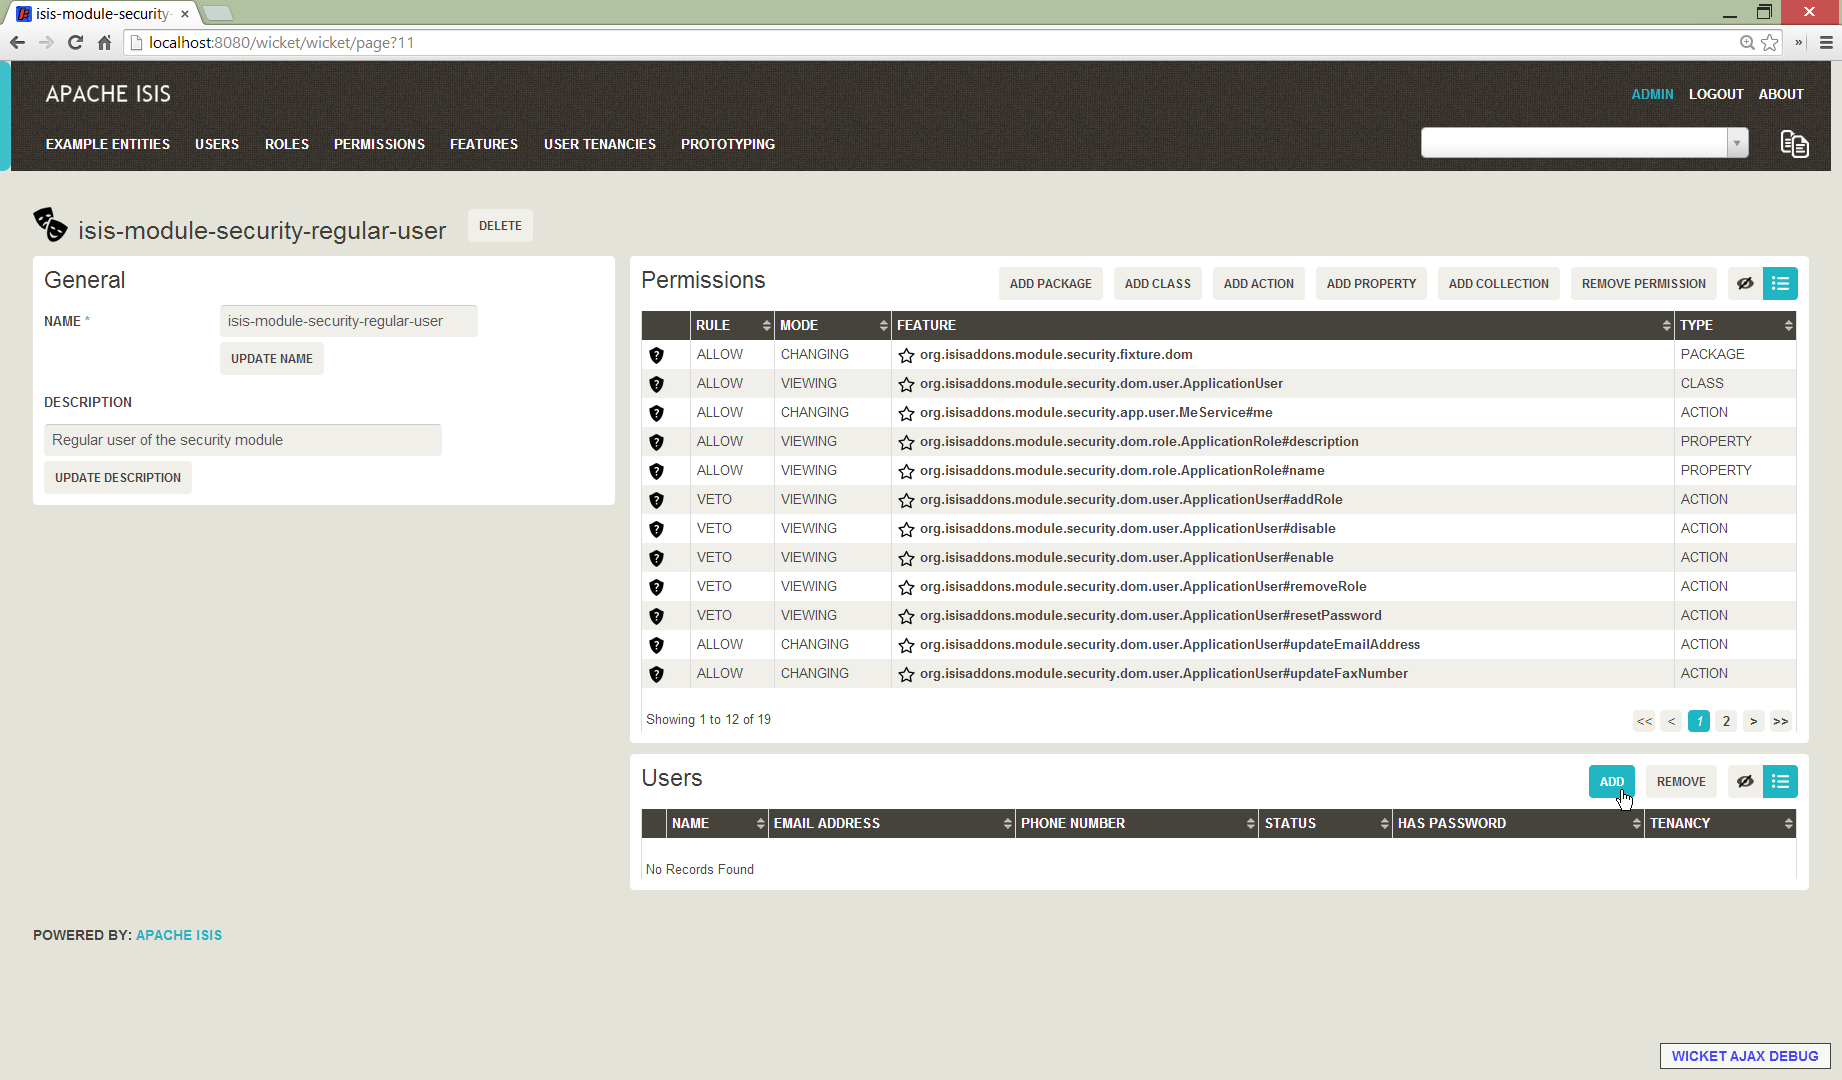 isis-module-security-
localhost:8080/wicket/wicket/page?11
APACHE ISIS
ADMIN LOGOUT ABOUT
EXAMPLE ENTITIES USERS ROLES PERMISSIONS FEATURES USER TENANCIES PROTOTYPING
isis-module-security-regular-user DELETE
General
NAME *
isis-module-security-regular-user
UPDATE NAME
DESCRIPTION
Regular user of the security module
UPDATE DESCRIPTION
Permissions ADD PACKAGE ADD CLASS ADD ACTION ADD PROPERTY ADD COLLECTION REMOVE PERMISSION
RULE MODE FEATURE TYPE
ALLOW CHANGING org.isisaddons.module.security.fixture.dom PACKAGE
ALLOW VIEWING org.isisaddons.module.security.dom.user.ApplicationUser CLASS
ALLOW CHANGING org.isisaddons.module.security.app.user.MeService#me ACTION
ALLOW VIEWING org.isisaddons.module.security.dom.role.ApplicationRole#description PROPERTY
ALLOW VIEWING org.isisaddons.module.security.dom.role.ApplicationRole#name PROPERTY
VETO VIEWING org.isisaddons.module.security.dom.user.ApplicationUser#addRole ACTION
VETO VIEWING org.isisaddons.module.security.dom.user.ApplicationUser#disable ACTION
VETO VIEWING org.isisaddons.module.security.dom.user.ApplicationUser#enable ACTION
VETO VIEWING org.isisaddons.module.security.dom.user.ApplicationUser#removeRole ACTION
VETO VIEWING org.isisaddons.module.security.dom.user.ApplicationUser#resetPassword ACTION
ALLOW CHANGING org.isisaddons.module.security.dom.user.ApplicationUser#updateEmailAddress ACTION
ALLOW CHANGING org.isisaddons.module.security.dom.user.ApplicationUser#updateFaxNumber ACTION
Showing 1 to 12 of 19 << < 1 2 > >>
Users ADD REMOVE
NAME EMAIL ADDRESS PHONE NUMBER STATUS HAS PASSWORD TENANCY
No Records Found
POWERED BY: APACHE ISIS
WICKET AJAX DEBUG